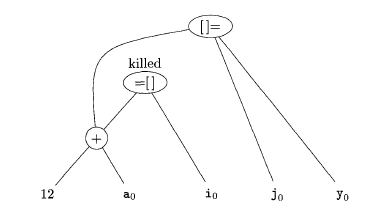 [ ]=
killed
=[ ]
+
12 a₀ i₀ j₀ y₀